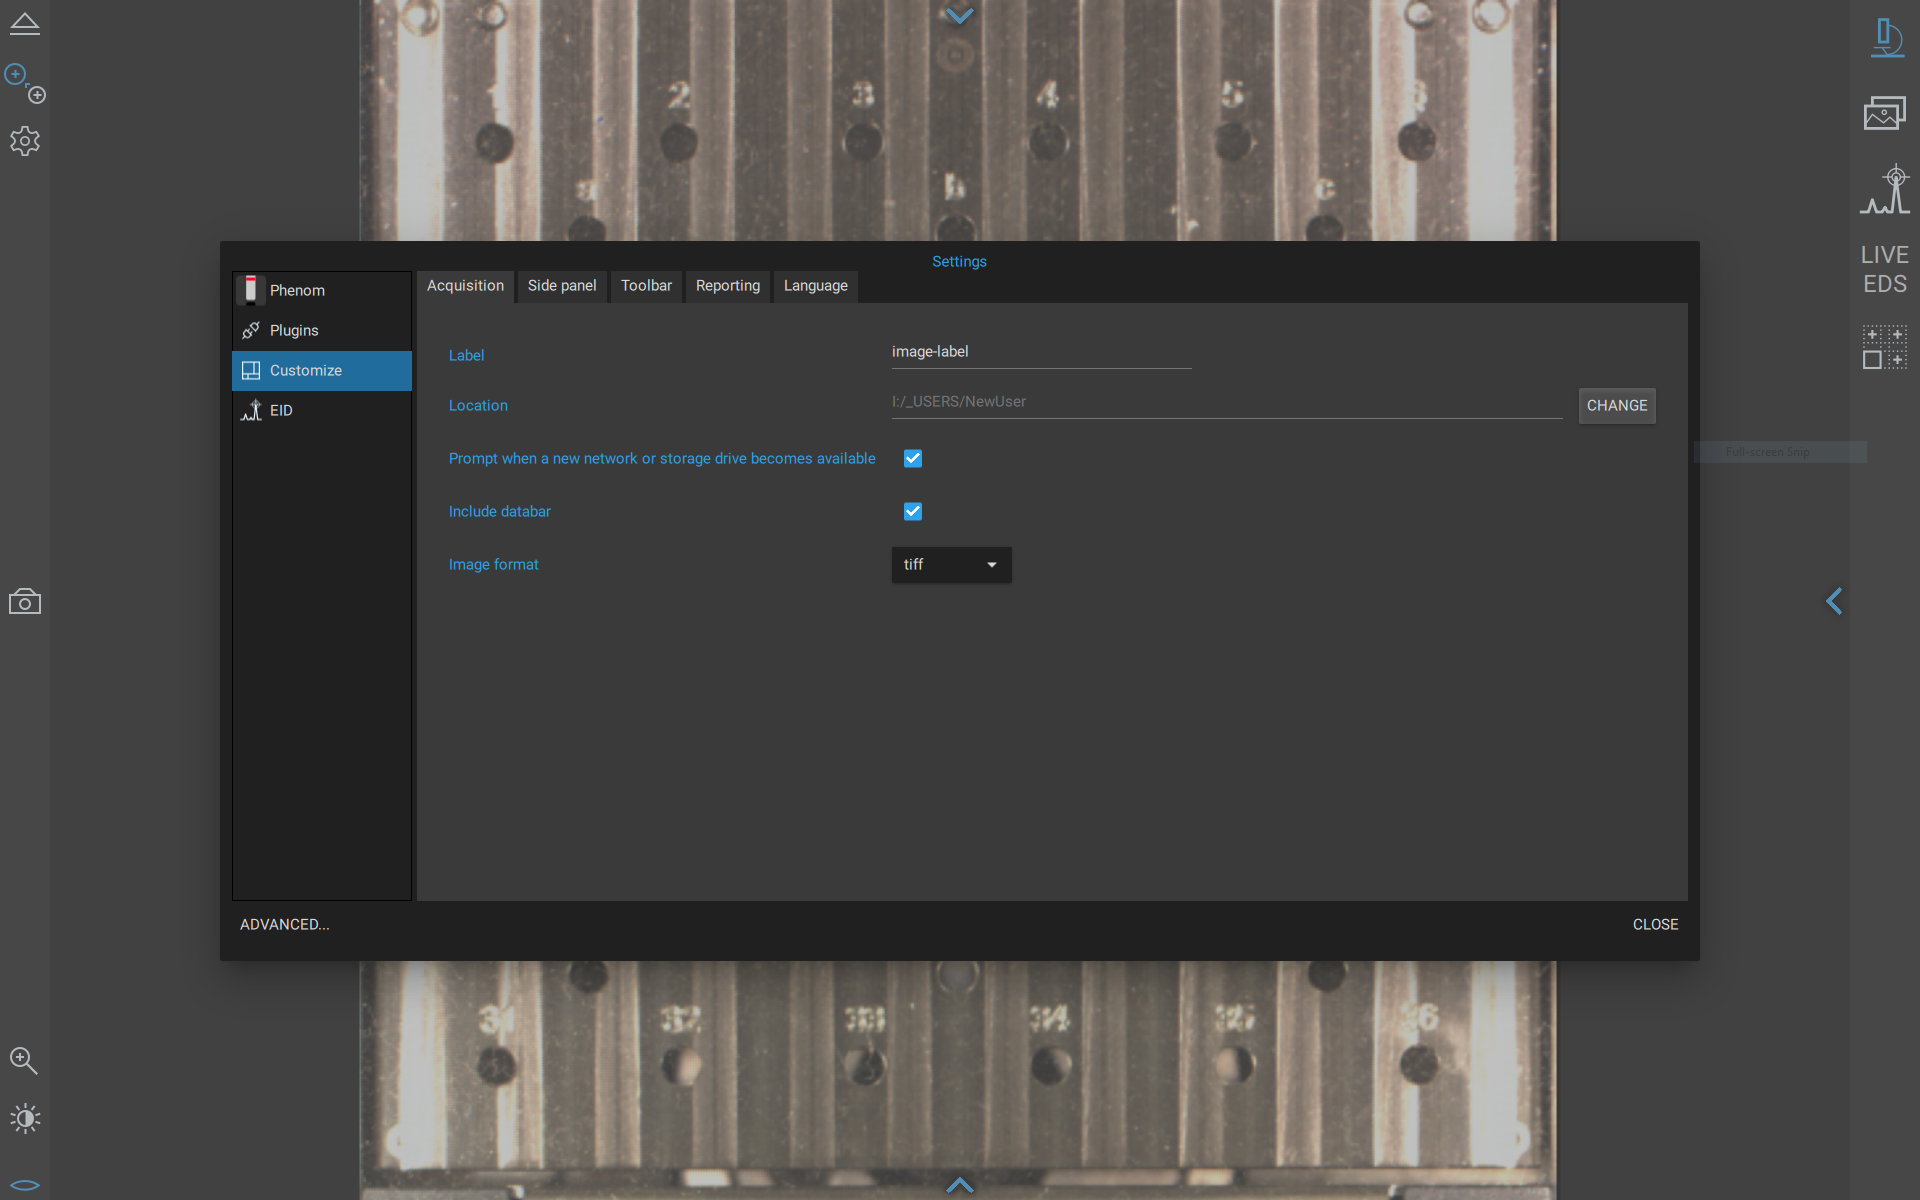 1 2 3 4 5 6
a b c
Settings
Phenom
Plugins
Customize
EID
Acquisition Side panel Toolbar Reporting Language
Label image-label
Location I:/_USERS/NewUser CHANGE
Prompt when a new network or storage drive becomes available
Include databar
Image format tiff
ADVANCED... CLOSE
31 32 33 34 35 36
LIVE
EDS
Full-screen Snip